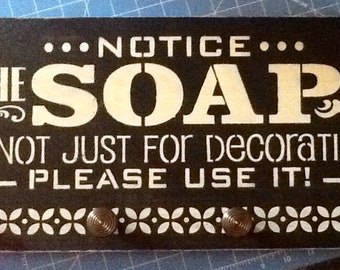 •••NOTICE•••
HE SOAP
NOT JUST FOR DECORATI
– PLEASE USE IT! –